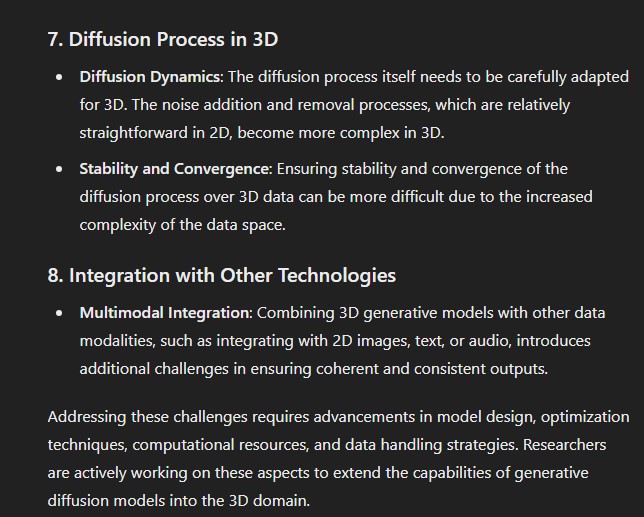 7. Diffusion Process in 3D
• Diffusion Dynamics: The diffusion process itself needs to be carefully adapted
for 3D. The noise addition and removal processes, which are relatively
straightforward in 2D, become more complex in 3D.
• Stability and Convergence: Ensuring stability and convergence of the
diffusion process over 3D data can be more difficult due to the increased
complexity of the data space.
8. Integration with Other Technologies
• Multimodal Integration: Combining 3D generative models with other data
modalities, such as integrating with 2D images, text, or audio, introduces
additional challenges in ensuring coherent and consistent outputs.
Addressing these challenges requires advancements in model design, optimization
techniques, computational resources, and data handling strategies. Researchers
are actively working on these aspects to extend the capabilities of generative
diffusion models into the 3D domain.